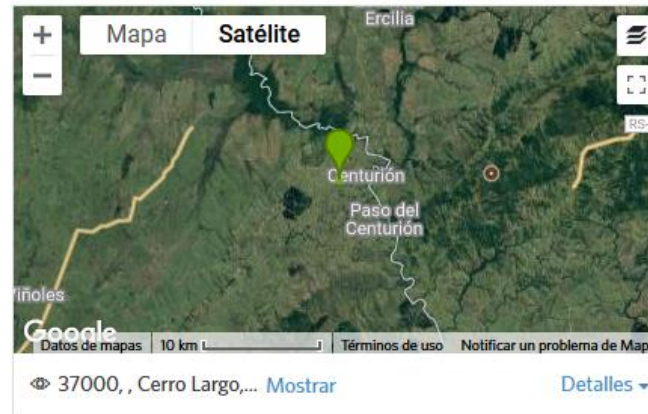 Ercilia
+ Mapa Satélite
−
RS-
Centurión
Paso del
Centurión
iñoles
Google
Datos de mapas 10 km Términos de uso Notificar un problema de Map
37000, , Cerro Largo,... Mostrar Detalles